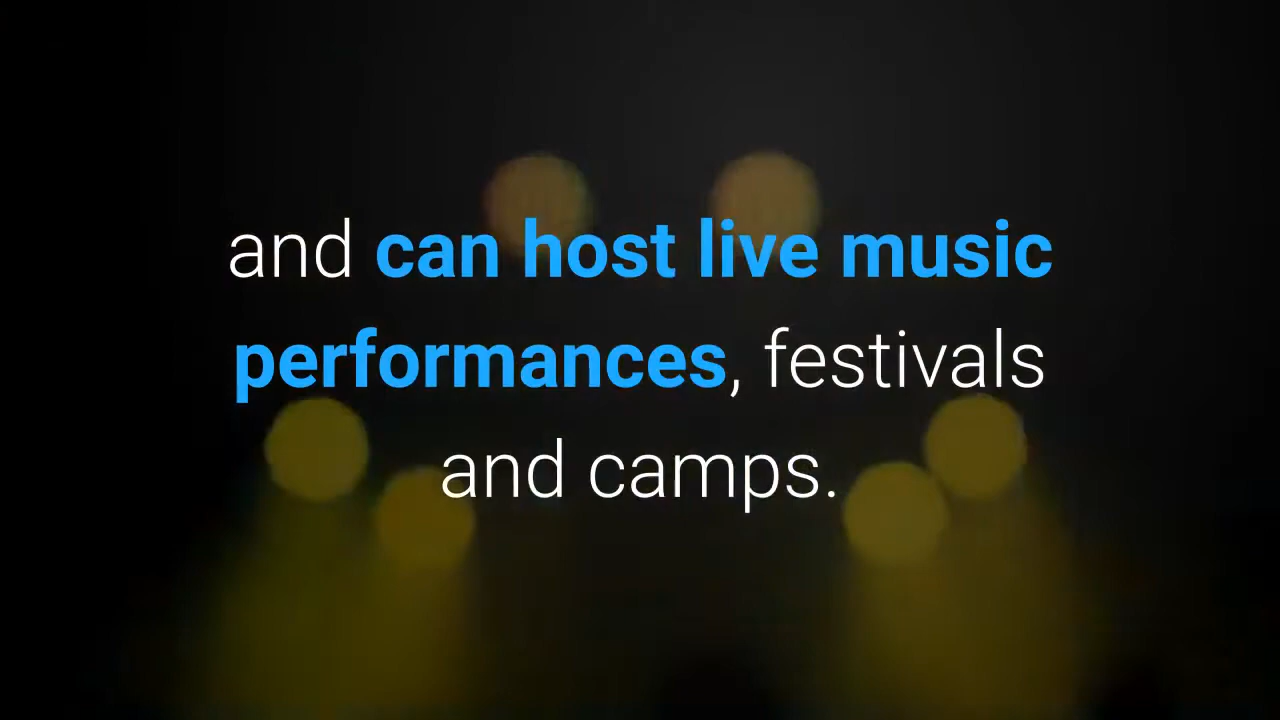 and can host live music
performances, festivals
and camps.